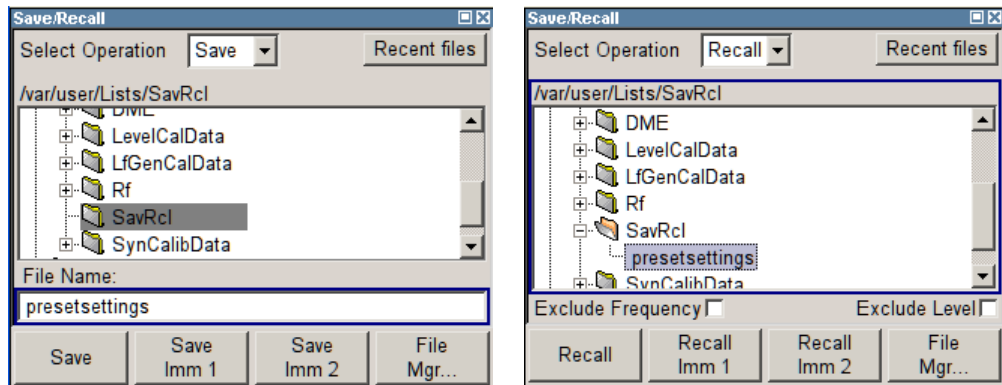 Save/Recall
Select Operation Save Recent files
/var/user/Lists/SavRcl
DME
LevelCalData
LfGenCalData
Rf
SavRcl
SynCalibData
File Name:
presetsettings
Save
Save Imm 1
Save Imm 2
File Mgr...
Save/Recall
Select Operation Recall Recent files
/var/user/Lists/SavRcl
DME
LevelCalData
LfGenCalData
Rf
SavRcl
presetsettings
SynCalibData
Exclude Frequency Exclude Level
Recall
Recall Imm 1
Recall Imm 2
File Mgr...